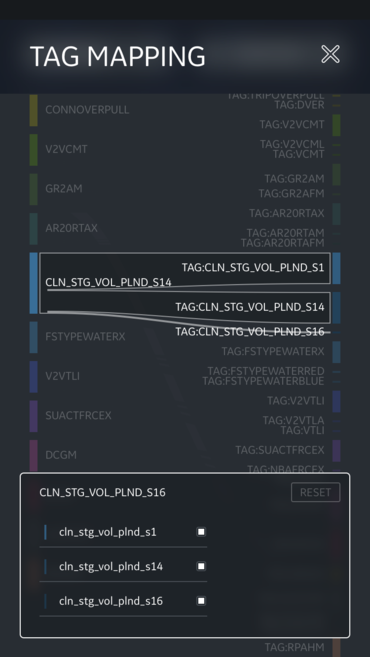 TAG MAPPING
TAG:TRIPOVERPULL
TAG:DVER
CONNOVERPULL
TAG:V2VCMT
V2VCMT
TAG:V2VCML
TAG:VCMT
GR2AM
TAG:GR2AM
TAG:GR2AFM
AR20RTAX
TAG:AR20RTAX
TAG:AR20RTAM
TAG:AR20RTAFM
TAG:CLN_STG_VOL_PLND_S1
CLN_STG_VOL_PLND_S14
TAG:CLN_STG_VOL_PLND_S14
TAG:CLN_STG_VOL_PLND_S16
FSTYPEWATERX
TAG:FSTYPEWATERX
TAG:FSTYPEWATERRED
TAG:FSTYPEWATERBLUE
V2VTLI
TAG:V2VTLI
TAG:V2VTLA
TAG:VTLI
SUACTFRCEX
TAG:SUACTFRCEX
DCGM
TAG:NBAFRCEX
CLN_STG_VOL_PLND_S16
RESET
cln_stg_vol_plnd_s1
cln_stg_vol_plnd_s14
cln_stg_vol_plnd_s16
TAG:RPAHM